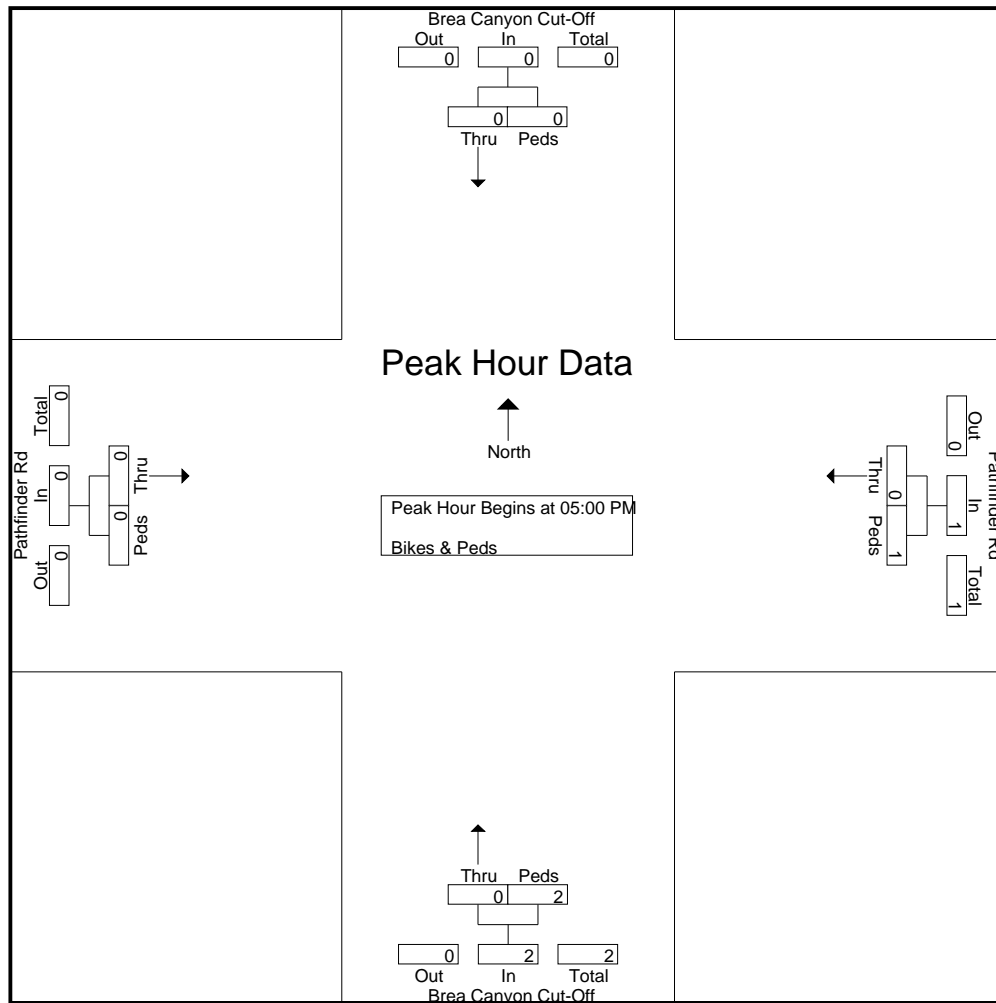 Brea Canyon Cut-Off
Out In Total
0 0 0
0 0
Thru Peds
Peak Hour Data
North
Peak Hour Begins at 05:00 PM
Bikes & Peds
Pathfinder Rd
Out In Total
0 0 0
0 0
Peds Thru
Pathfinder Rd
Out In Total
0 1 1
0 1
Thru Peds
Thru Peds
0 2
0 2 2
Out In Total
Brea Canyon Cut-Off